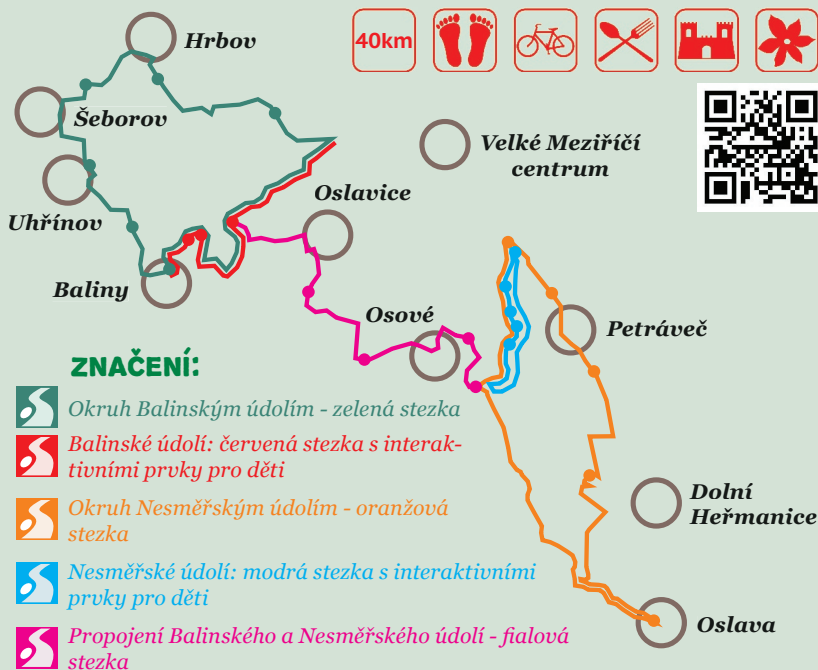 Hrbov
40km
Šeborov
Velké Meziříčí
centrum
Uhřínov
Oslavice
Baliny
Osové
Petráveč
ZNAČENÍ:
Okruh Balinským údolím - zelená stezka
Balinské údolí: červená stezka s interak-
tivními prvky pro děti
Okruh Nesměřským údolím - oranžová
stezka
Nesměřské údolí: modrá stezka s interaktivními
prvky pro děti
Propojení Balinského a Nesměřského údolí - fialová
stezka
Dolní
Heřmanice
Oslava